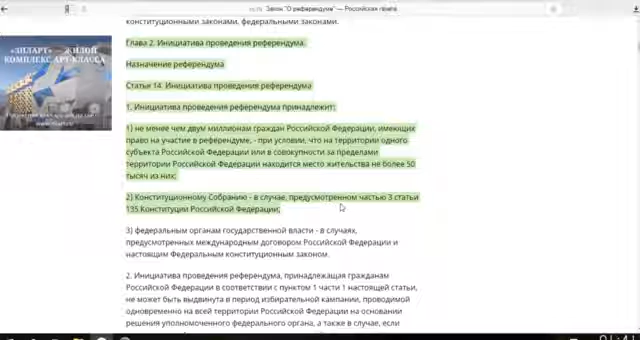 rg.ru Закон "О референдуме" — Российская газета
конституционными законами, федеральными законами.
Глава 2. Инициатива проведения референдума.
Назначение референдума
«ЗИЛАРТ» — ЖИЛОЙ
КОМПЛЕКС АРТ-КЛАССА
Статья 14. Инициатива проведения референдума
1. Инициатива проведения референдума принадлежит:
1) не менее чем двум миллионам граждан Российской Федерации, имеющих
право на участие в референдуме, - при условии, что на территории одного
субъекта Российской Федерации или в совокупности за пределами
территории Российской Федерации находится место жительства не более 50
тысяч из них;
2) Конституционному Собранию - в случае, предусмотренном частью 3 статьи
135 Конституции Российской Федерации;
3) федеральным органам государственной власти - в случаях,
предусмотренных международным договором Российской Федерации и
настоящим Федеральным конституционным законом.
2. Инициатива проведения референдума, принадлежащая гражданам
Российской Федерации в соответствии с пунктом 1 части 1 настоящей статьи,
не может быть выдвинута в период избирательной кампании, проводимой
одновременно на всей территории Российской Федерации на основании
решения уполномоченного федерального органа, а также в случае, если